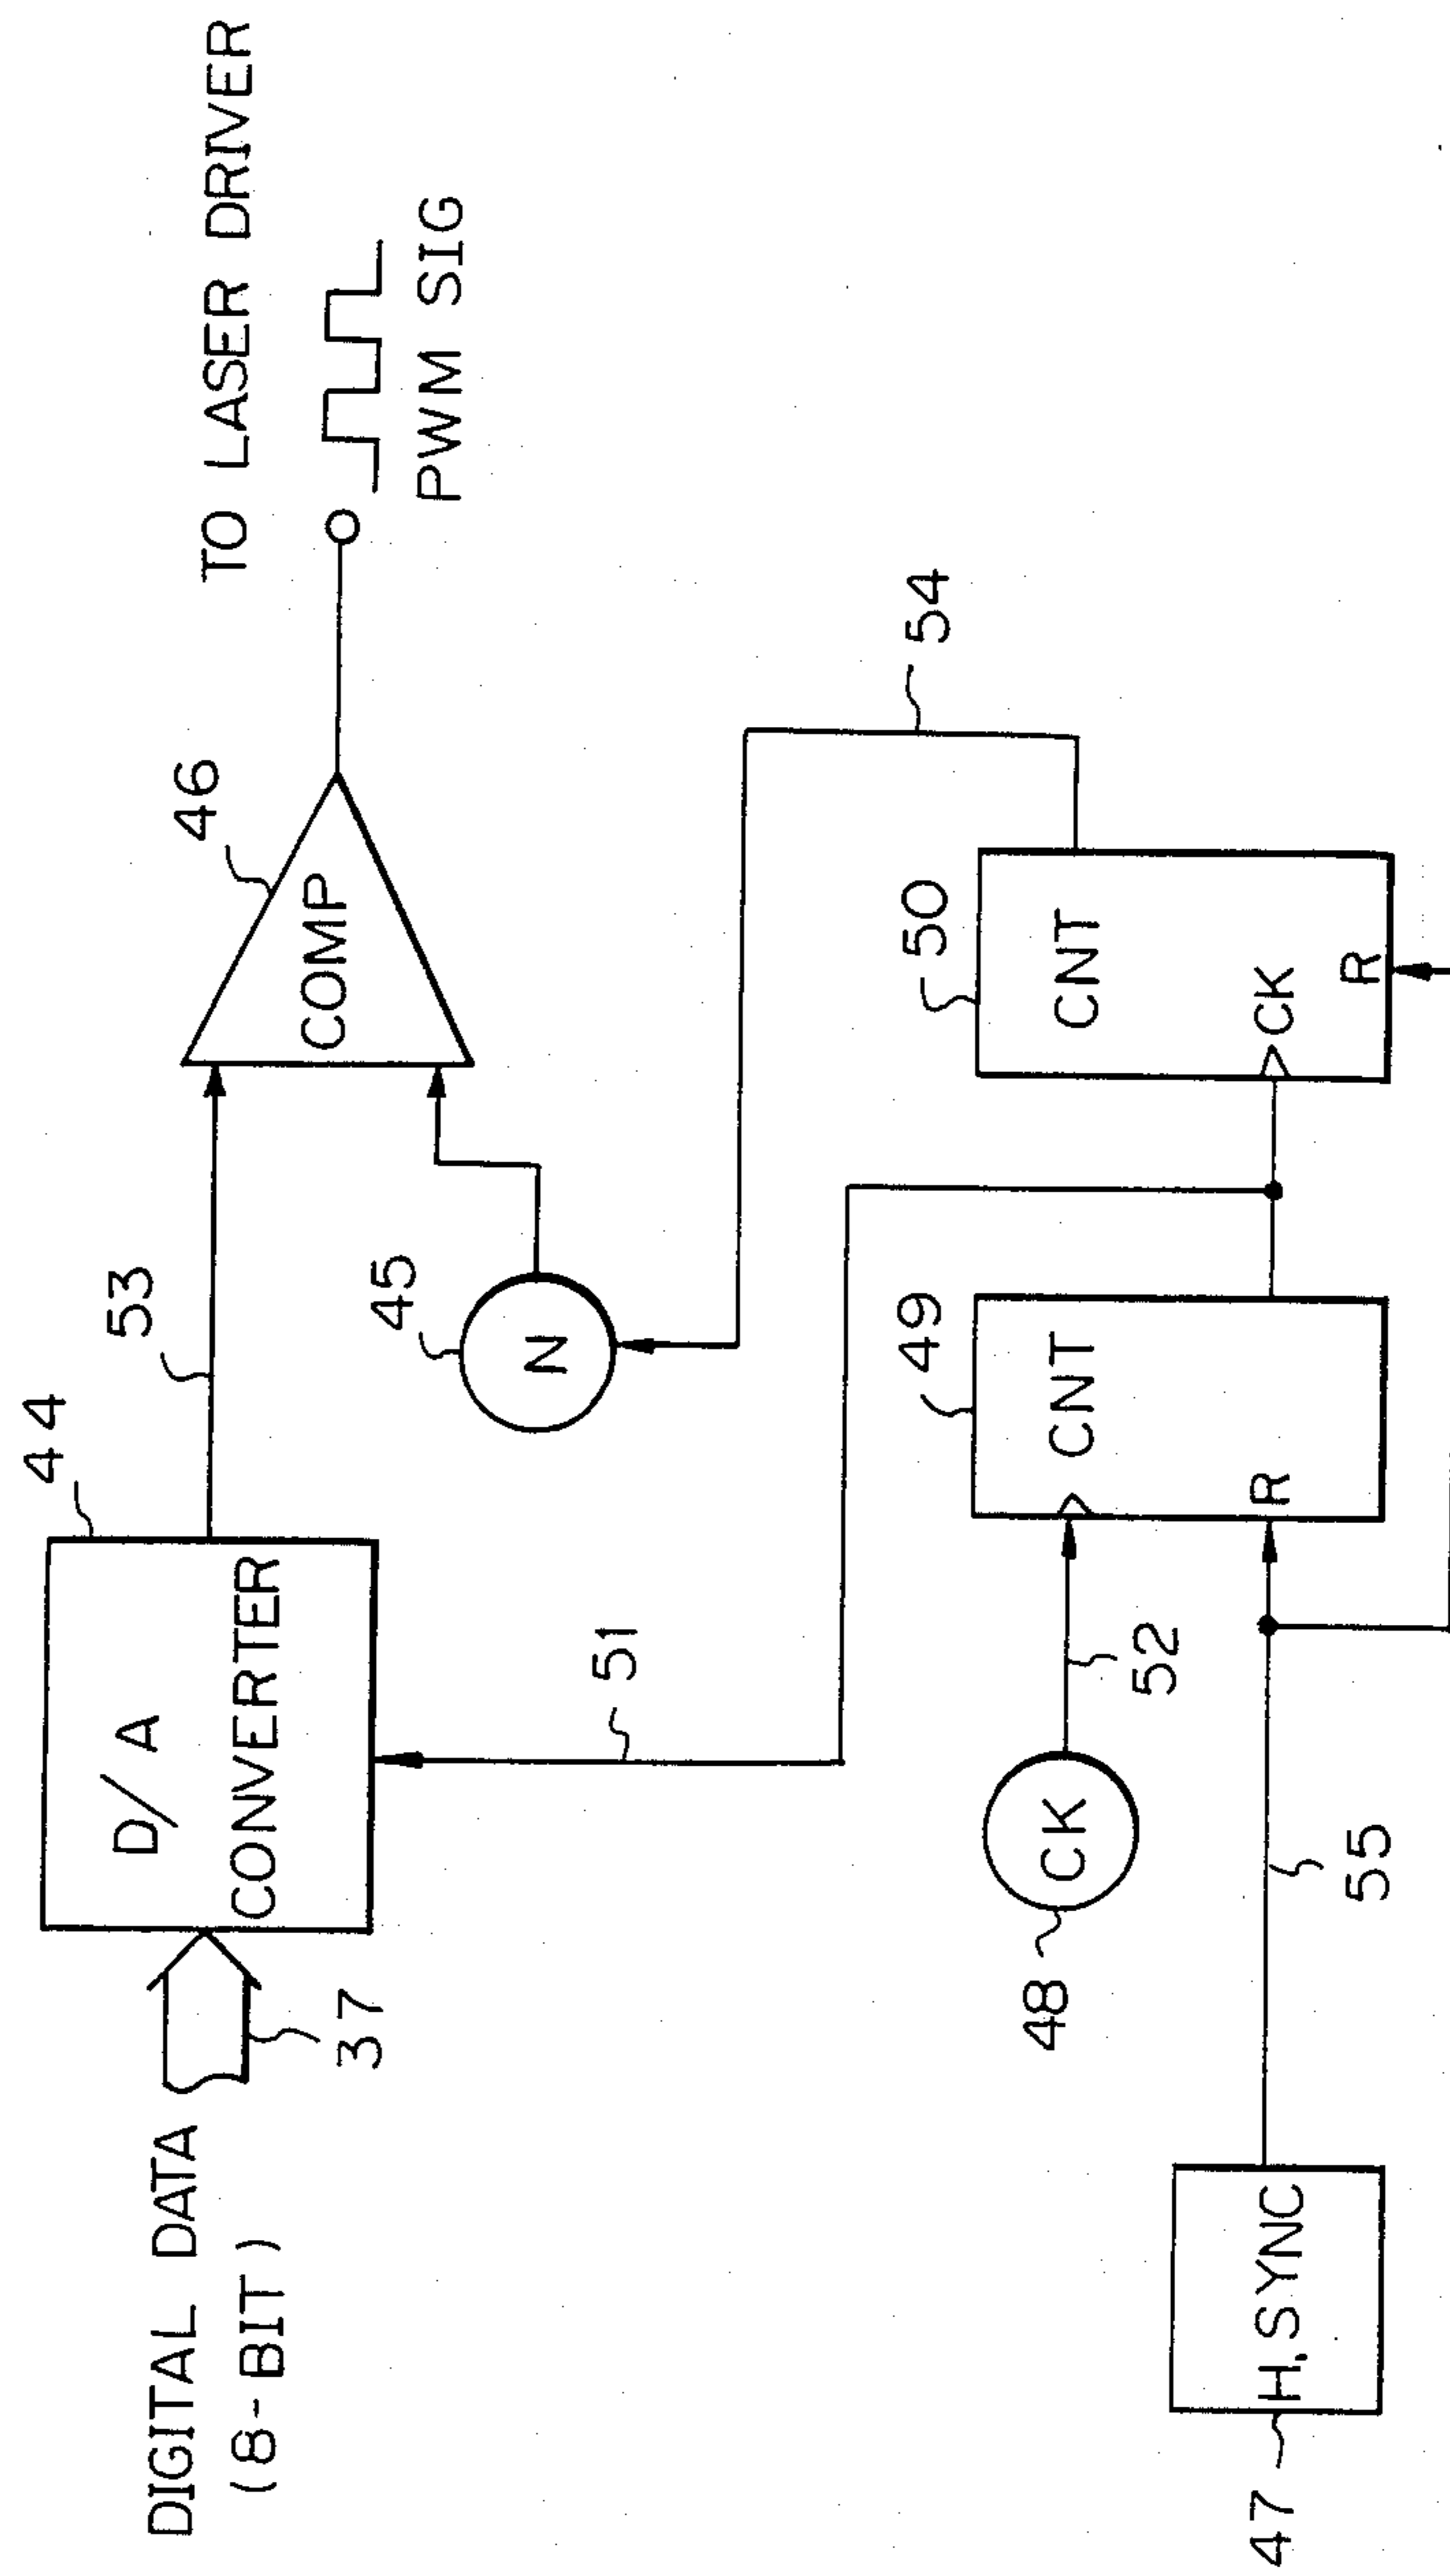 DIGITAL DATA
(8-BIT)
37
D/A
CONVERTER
44
53
51
45
N
46
COMP
TO LASER DRIVER
PWM SIG
54
47
H.SYNC
55
48
CK
52
49
CNT
R
50
CNT
CK
R